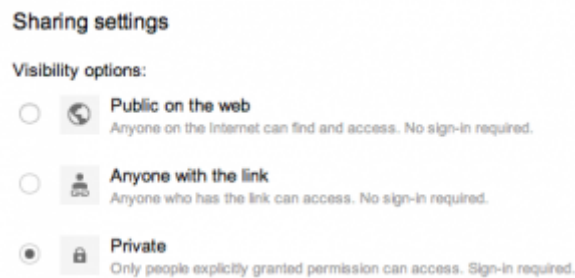 Sharing settings
Visibility options:
Public on the web
Anyone on the Internet can find and access. No sign-in required.
Anyone with the link
Anyone who has the link can access. No sign-in required.
Private
Only people explicitly granted permission can access. Sign-in required.